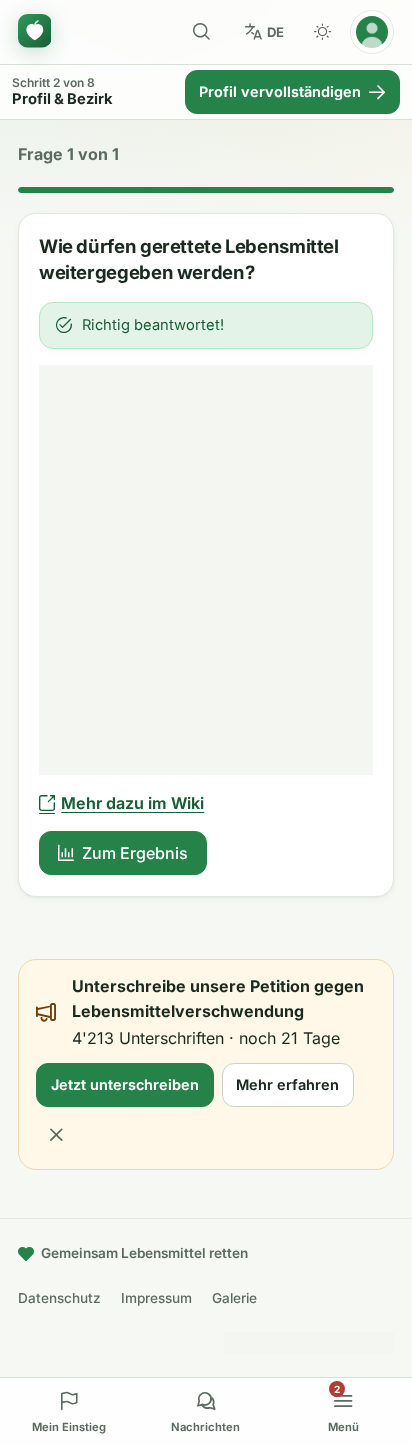 DE
Schritt 2 von 8
Profil & Bezirk
Profil vervollständigen
Frage 1 von 1
Wie dürfen gerettete Lebensmittel
weitergegeben werden?
Richtig beantwortet!
Mehr dazu im Wiki
Zum Ergebnis
Unterschreibe unsere Petition gegen
Lebensmittelverschwendung
4'213 Unterschriften · noch 21 Tage
Jetzt unterschreiben
Mehr erfahren
Gemeinsam Lebensmittel retten
Datenschutz
Impressum
Galerie
2
Mein Einstieg
Nachrichten
Menü